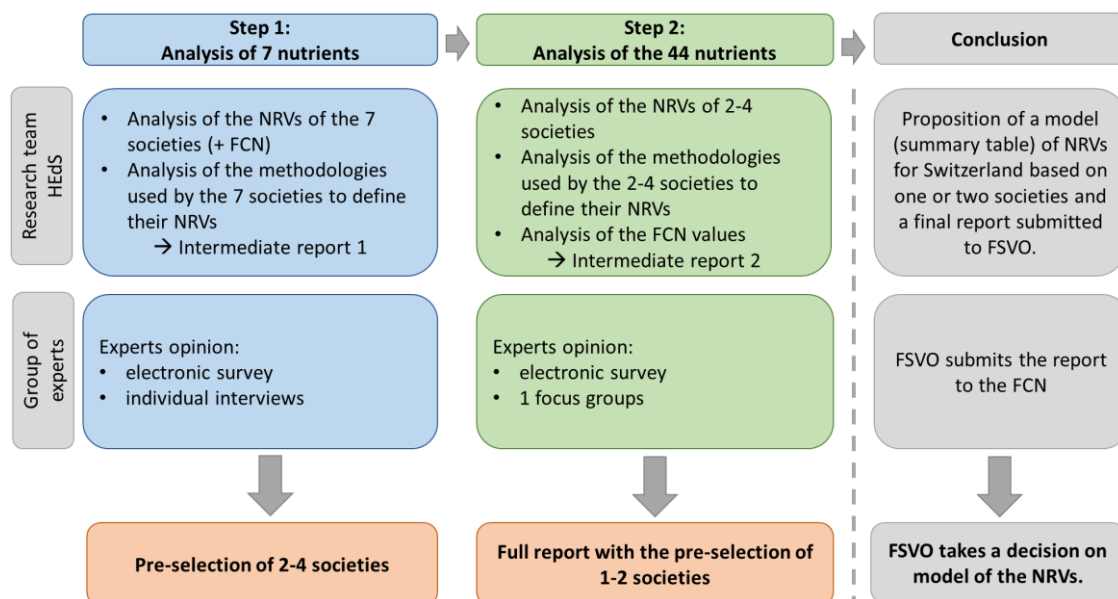 Step 1:
Analysis of 7 nutrients
Step 2:
Analysis of the 44 nutrients
Conclusion
Research team
HEdS
• Analysis of the NRVs of the 7
societies (+ FCN)
• Analysis of the methodologies
used by the 7 societies to define
their NRVs
→ Intermediate report 1
• Analysis of the NRVs of 2-4
societies
• Analysis of the methodologies
used by the 2-4 societies to
define their NRVs
• Analysis of the FCN values
→ Intermediate report 2
Proposition of a model
(summary table) of NRVs
for Switzerland based on
one or two societies and
a final report submitted
to FSVO.
Group of
experts
Experts opinion:
• electronic survey
• individual interviews
Experts opinion:
• electronic survey
• 1 focus groups
FSVO submits the report
to the FCN
Pre-selection of 2-4 societies
Full report with the pre-selection of
1-2 societies
FSVO takes a decision on
model of the NRVs.